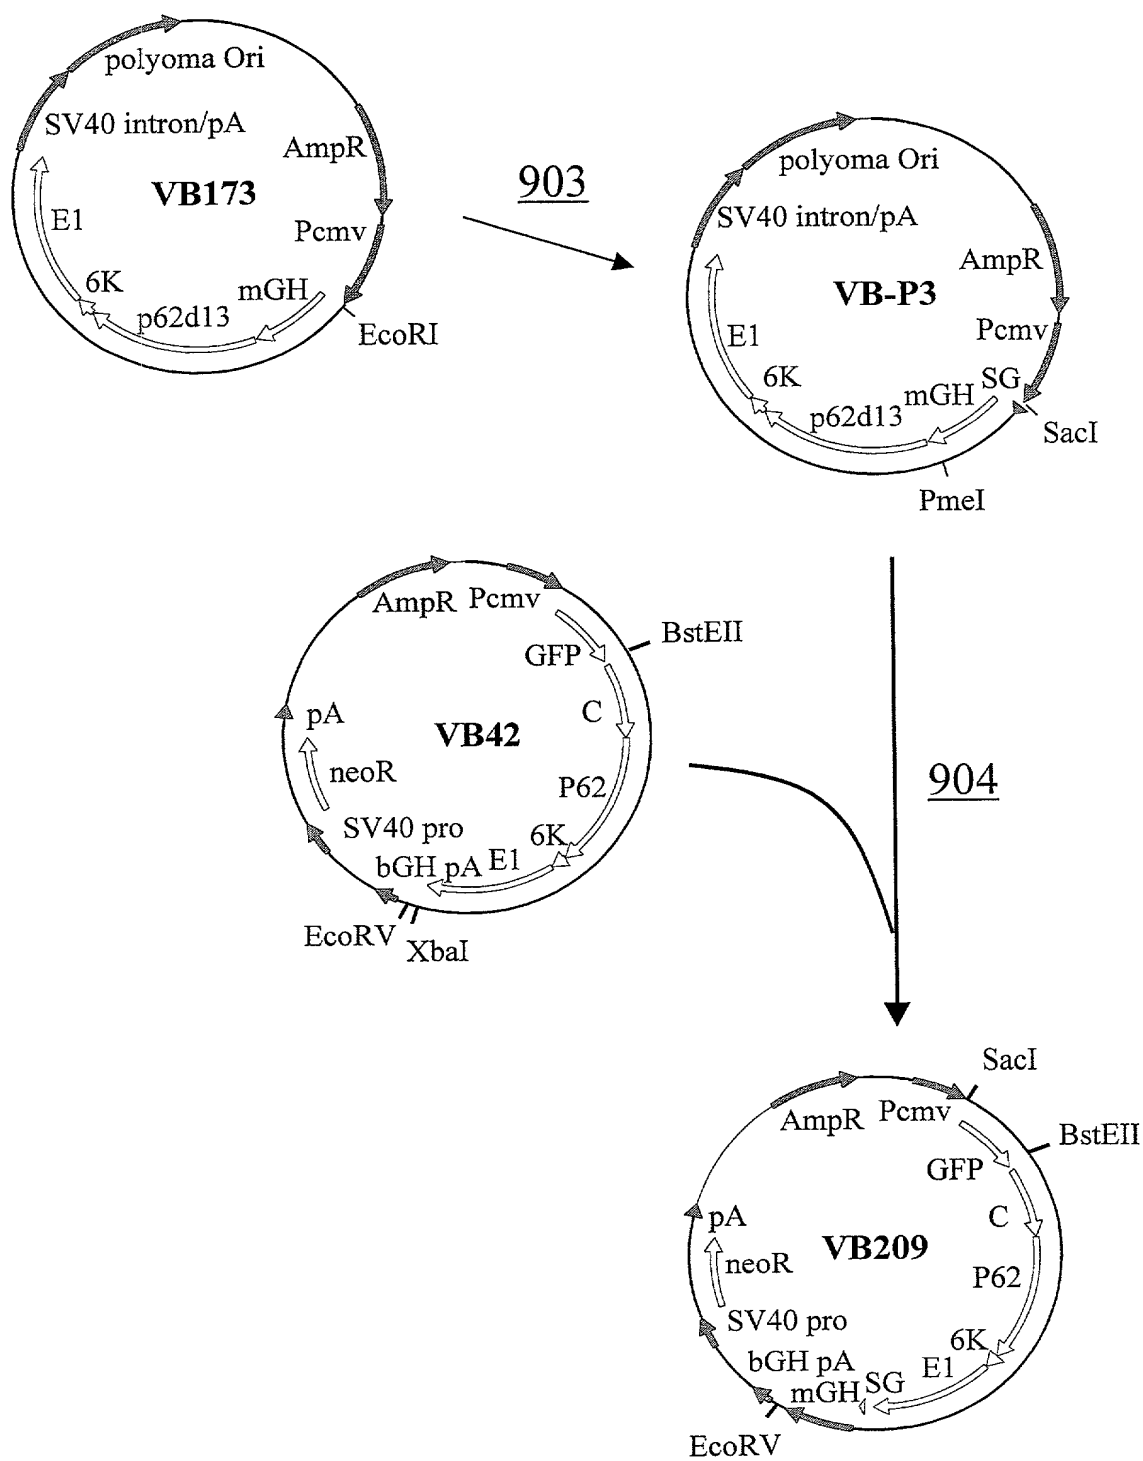 polyoma Ori
SV40 intron/pA
AmpR
VB173
E1
Pcmv
6K
mGH
p62d13
EcoRI
903
polyoma Ori
SV40 intron/pA
AmpR
VB-P3
Pcmv
E1
6K
SG
mGH
p62d13
SacI
PmeI
AmpR
Pcmv
BstEII
GFP
C
pA
VB42
neoR
P62
SV40 pro
6K
bGH pA
E1
EcoRV
XbaI
904
SacI
AmpR
Pcmv
BstEII
GFP
C
pA
VB209
neoR
P62
SV40 pro
6K
bGH pA
E1
mGH
SG
EcoRV